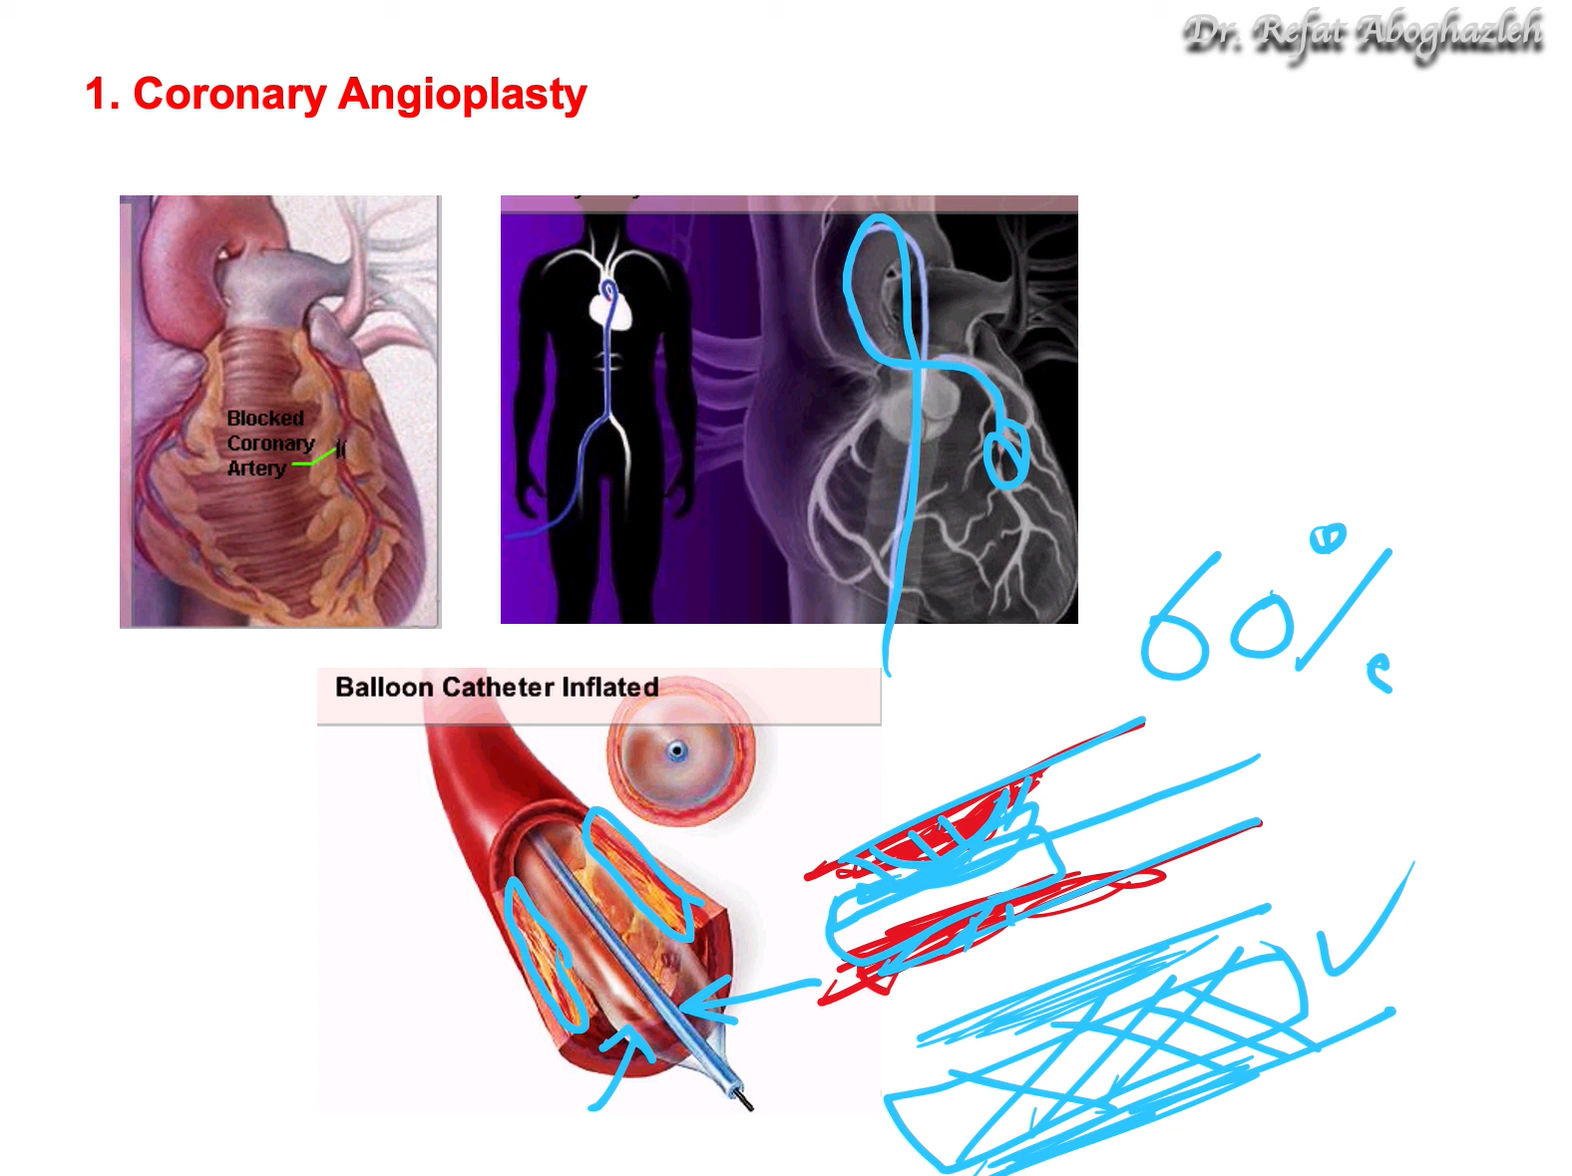 Dr. Refat Aboghazleh
1. Coronary Angioplasty
Blocked
Coronary
Artery
60%
Balloon Catheter Inflated